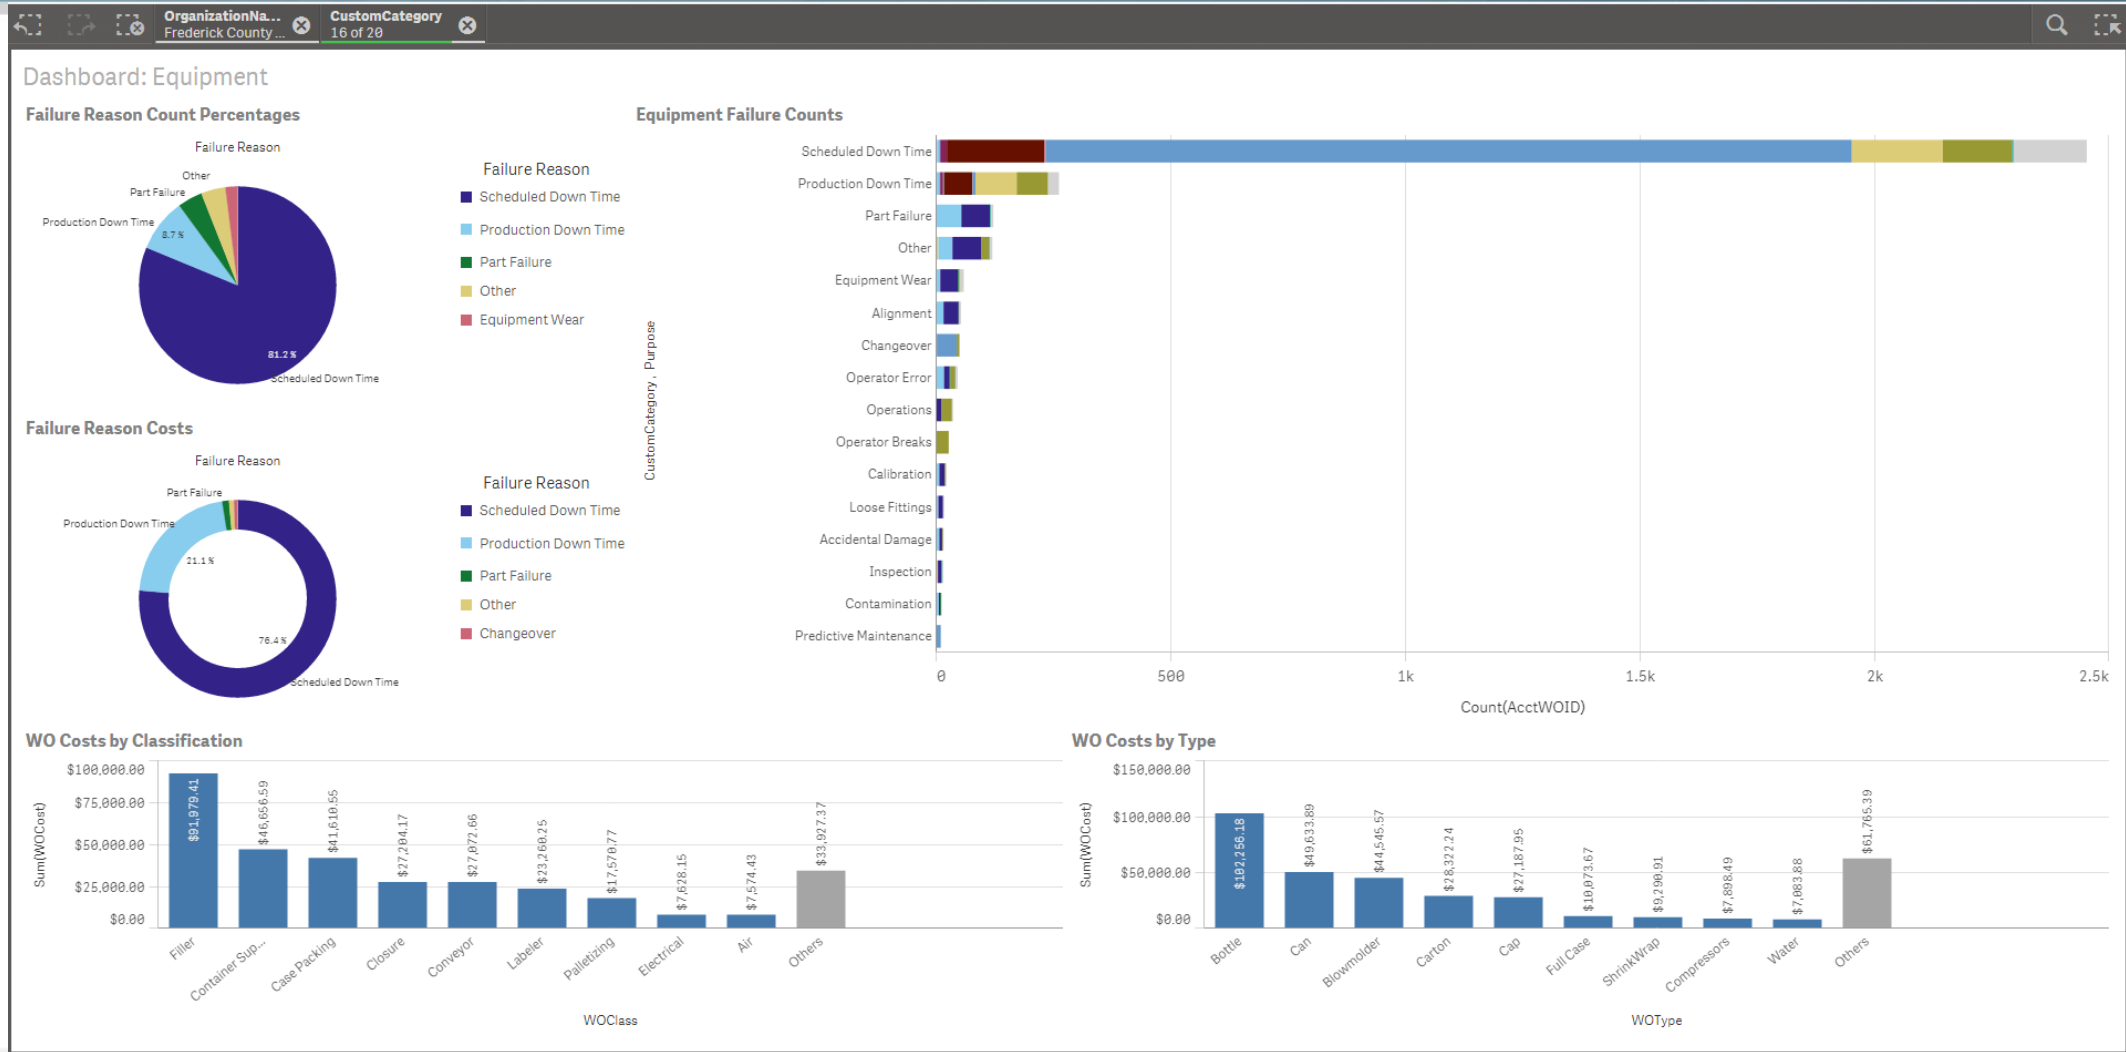 OrganizationNa...
Frederick County ...
CustomCategory
16 of 20
Dashboard: Equipment
Failure Reason Count Percentages
Failure Reason
Other
Part Failure
Production Down Time
8.7 %
81.2 %
Scheduled Down Time
Failure Reason
Scheduled Down Time
Production Down Time
Part Failure
Other
Equipment Wear
Failure Reason Costs
Failure Reason
Part Failure
Production Down Time
21.1 %
76.4 %
Scheduled Down Time
Failure Reason
Scheduled Down Time
Production Down Time
Part Failure
Other
Changeover
Equipment Failure Counts
CustomCategory , Purpose
Scheduled Down Time
Production Down Time
Part Failure
Other
Equipment Wear
Alignment
Changeover
Operator Error
Operations
Operator Breaks
Calibration
Loose Fittings
Accidental Damage
Inspection
Contamination
Predictive Maintenance
0 500 1k 1.5k 2k 2.5k
Count(AcctWOID)
WO Costs by Classification
Sum(WOCost)
$100,000.00
$75,000.00
$50,000.00
$25,000.00
$0.00
$91,979.41
$46,656.59
$41,610.55
$27,204.17
$27,072.66
$23,260.25
$17,570.77
$7,628.15
$7,574.43
$33,927.37
Filler
Container Sup...
Case Packing
Closure
Conveyor
Labeler
Palletizing
Electrical
Air
Others
WOClass
WO Costs by Type
Sum(WOCost)
$150,000.00
$100,000.00
$50,000.00
$0.00
$102,256.18
$49,633.89
$44,545.57
$28,322.24
$27,187.95
$10,073.67
$9,290.91
$7,898.49
$7,083.88
$61,765.39
Bottle
Can
Blowmolder
Carton
Cap
Full Case
ShrinkWrap
Compressors
Water
Others
WOType